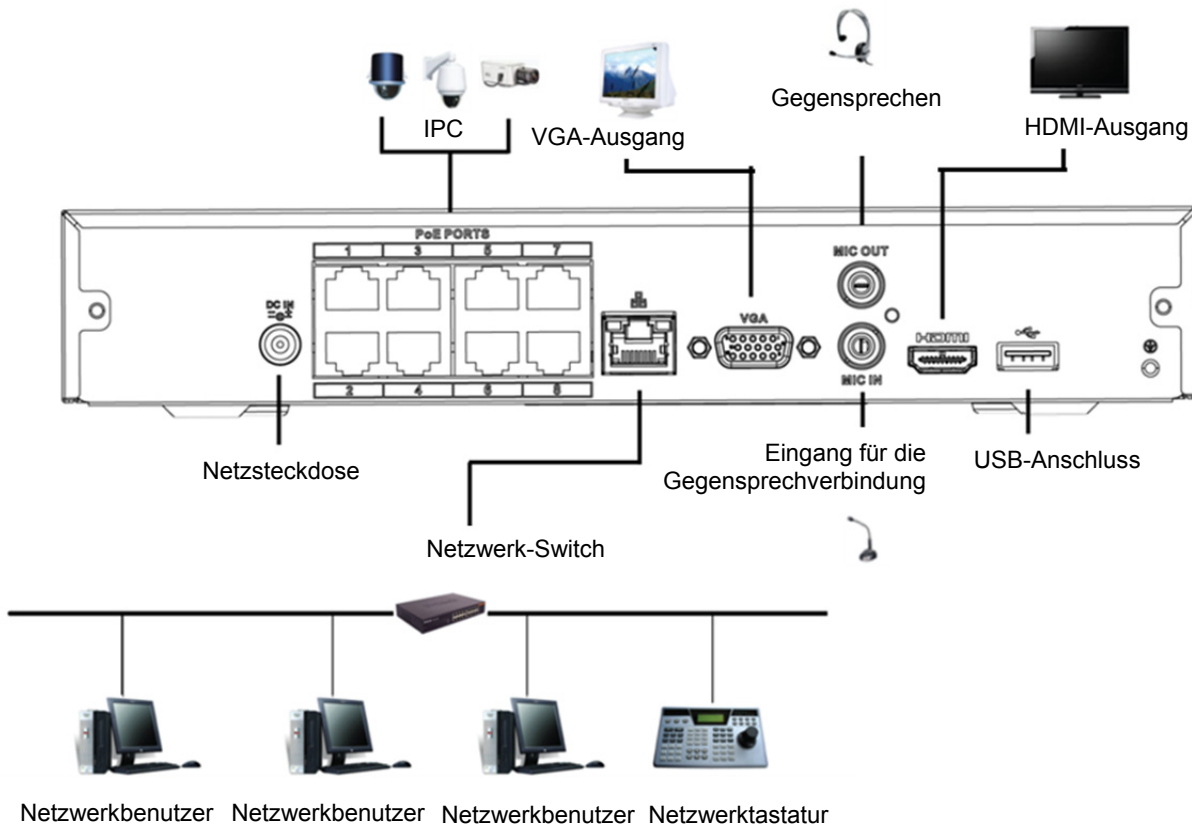 IPC
VGA-Ausgang
Gegensprechen
HDMI-Ausgang
PoE PORTS
1 3 5 7
DC IN
VGA
MIC OUT
MIC IN
HDMI
2 4 6 8
Netzsteckdose
Netzwerk-Switch
Eingang für die
Gegensprechverbindung
USB-Anschluss
Netzwerkbenutzer Netzwerkbenutzer Netzwerkbenutzer Netzwerktastatur